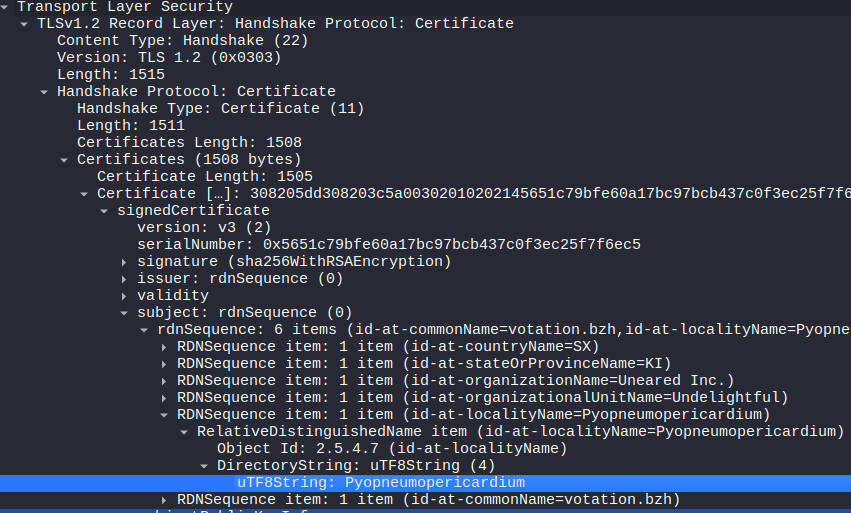 Transport Layer Security
TLSv1.2 Record Layer: Handshake Protocol: Certificate
Content Type: Handshake (22)
Version: TLS 1.2 (0x0303)
Length: 1515
Handshake Protocol: Certificate
Handshake Type: Certificate (11)
Length: 1511
Certificates Length: 1508
Certificates (1508 bytes)
Certificate Length: 1505
Certificate […]: 308205dd308203c5a00302010202145651c79bfe60a17bc97bcb437c0f3ec25f7f6
signedCertificate
version: v3 (2)
serialNumber: 0x5651c79bfe60a17bc97bcb437c0f3ec25f7f6ec5
signature (sha256WithRSAEncryption)
issuer: rdnSequence (0)
validity
subject: rdnSequence (0)
rdnSequence: 6 items (id-at-commonName=votation.bzh,id-at-localityName=Pyopne
RDNSequence item: 1 item (id-at-countryName=SX)
RDNSequence item: 1 item (id-at-stateOrProvinceName=KI)
RDNSequence item: 1 item (id-at-organizationName=Uneared Inc.)
RDNSequence item: 1 item (id-at-organizationalUnitName=Undelightful)
RDNSequence item: 1 item (id-at-localityName=Pyopneumopericardium)
RelativeDistinguishedName item (id-at-localityName=Pyopneumopericardium)
Object Id: 2.5.4.7 (id-at-localityName)
DirectoryString: uTF8String (4)
uTF8String: Pyopneumopericardium
RDNSequence item: 1 item (id-at-commonName=votation.bzh)